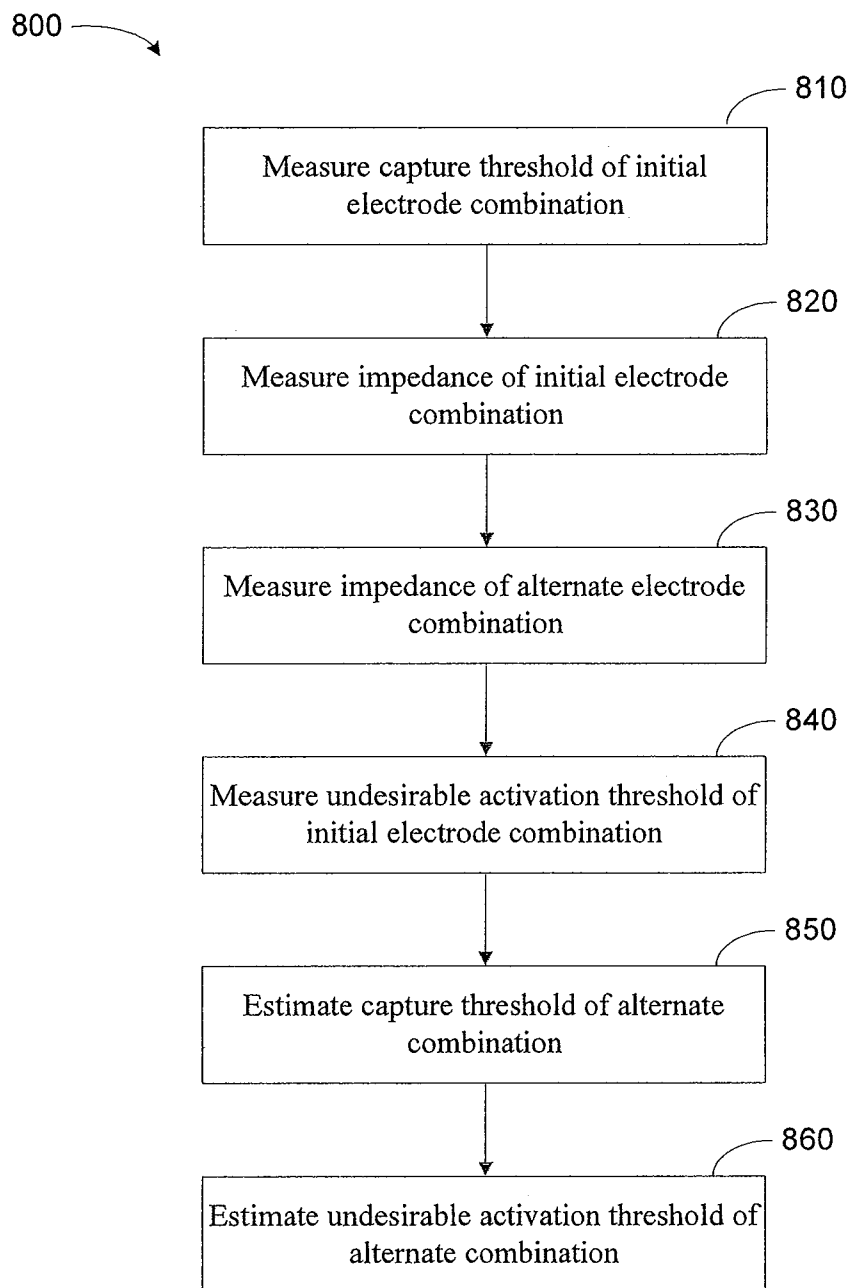 800
810
Measure capture threshold of initial
electrode combination
820
Measure impedance of initial electrode
combination
830
Measure impedance of alternate electrode
combination
840
Measure undesirable activation threshold of
initial electrode combination
850
Estimate capture threshold of alternate
combination
860
Estimate undesirable activation threshold of
alternate combination